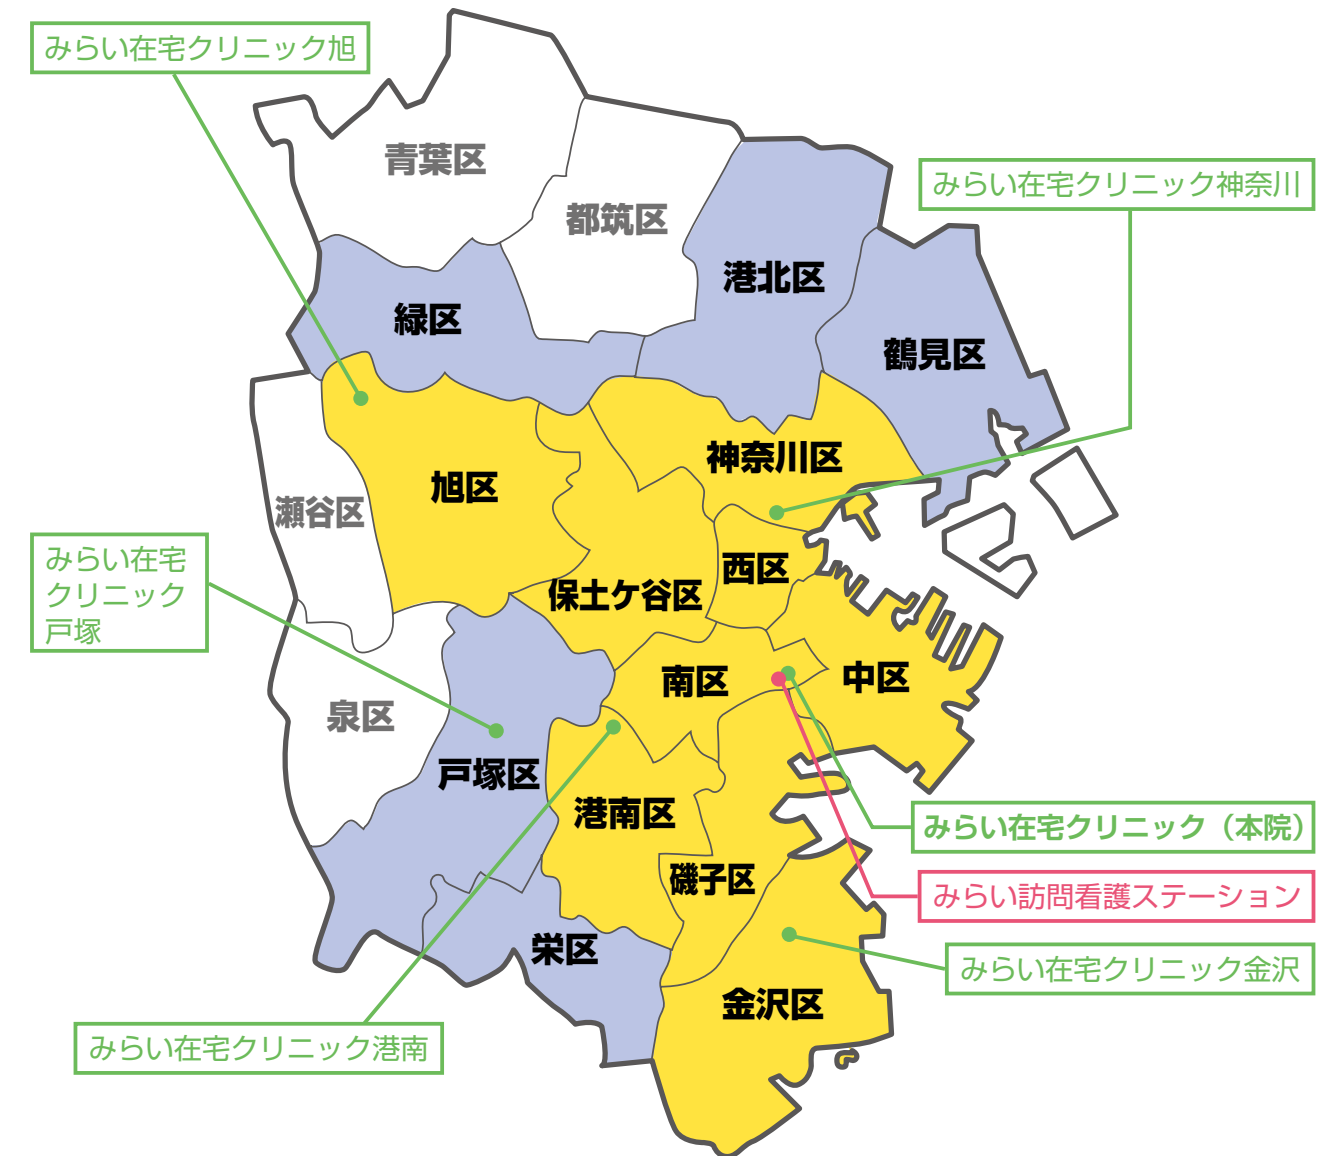 みらい在宅クリニック旭
青葉区
みらい在宅クリニック神奈川
都筑区
港北区
緑区
鶴見区
神奈川区
旭区
瀬谷区
みらい在宅
クリニック
戸塚
西区
保土ケ谷区
南区
中区
泉区
戸塚区
港南区
みらい在宅クリニック（本院）
磯子区
みらい訪問看護ステーション
栄区
みらい在宅クリニック金沢
金沢区
みらい在宅クリニック港南